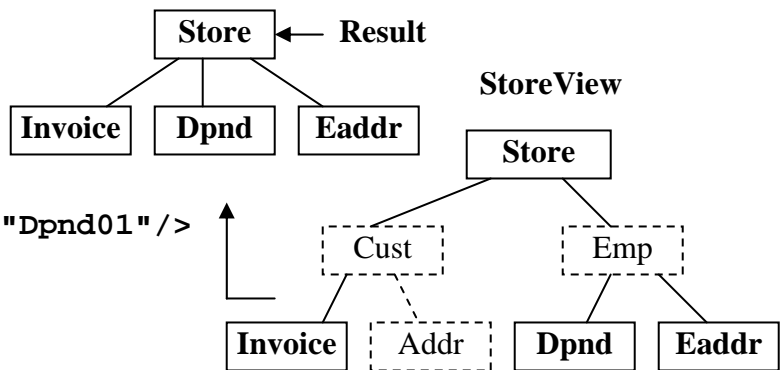 Store Result
Invoice Dpnd Eaddr
StoreView
Store
"Dpnd01"/>
Cust Emp
Invoice Addr Dpnd Eaddr